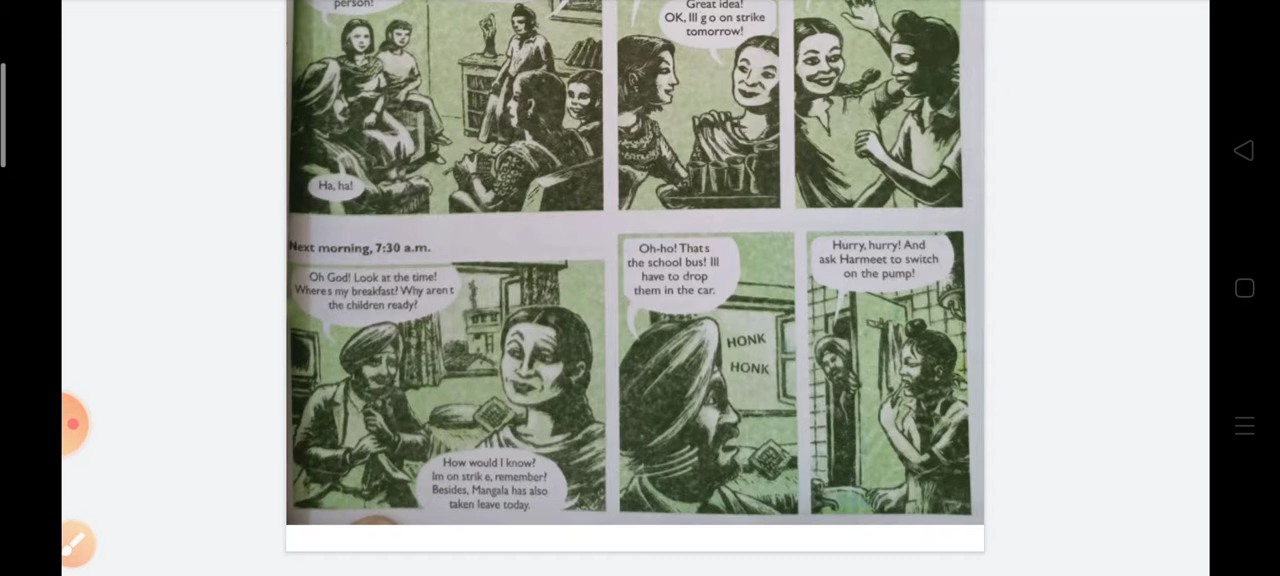 person!
Ha, ha!
Great idea!
OK, Ill g o on strike
tomorrow!
Next morning, 7:30 a.m.
Oh God! Look at the time!
Wheres my breakfast? Why aren t
the children ready?
How would I know?
Im on strik e, remember?
Besides, Mangala has also
taken leave today.
Oh-ho! Thats
the school bus! Ill
have to drop
them in the car.
HONK
HONK
Hurry, hurry! And
ask Harmeet to switch
on the pump!